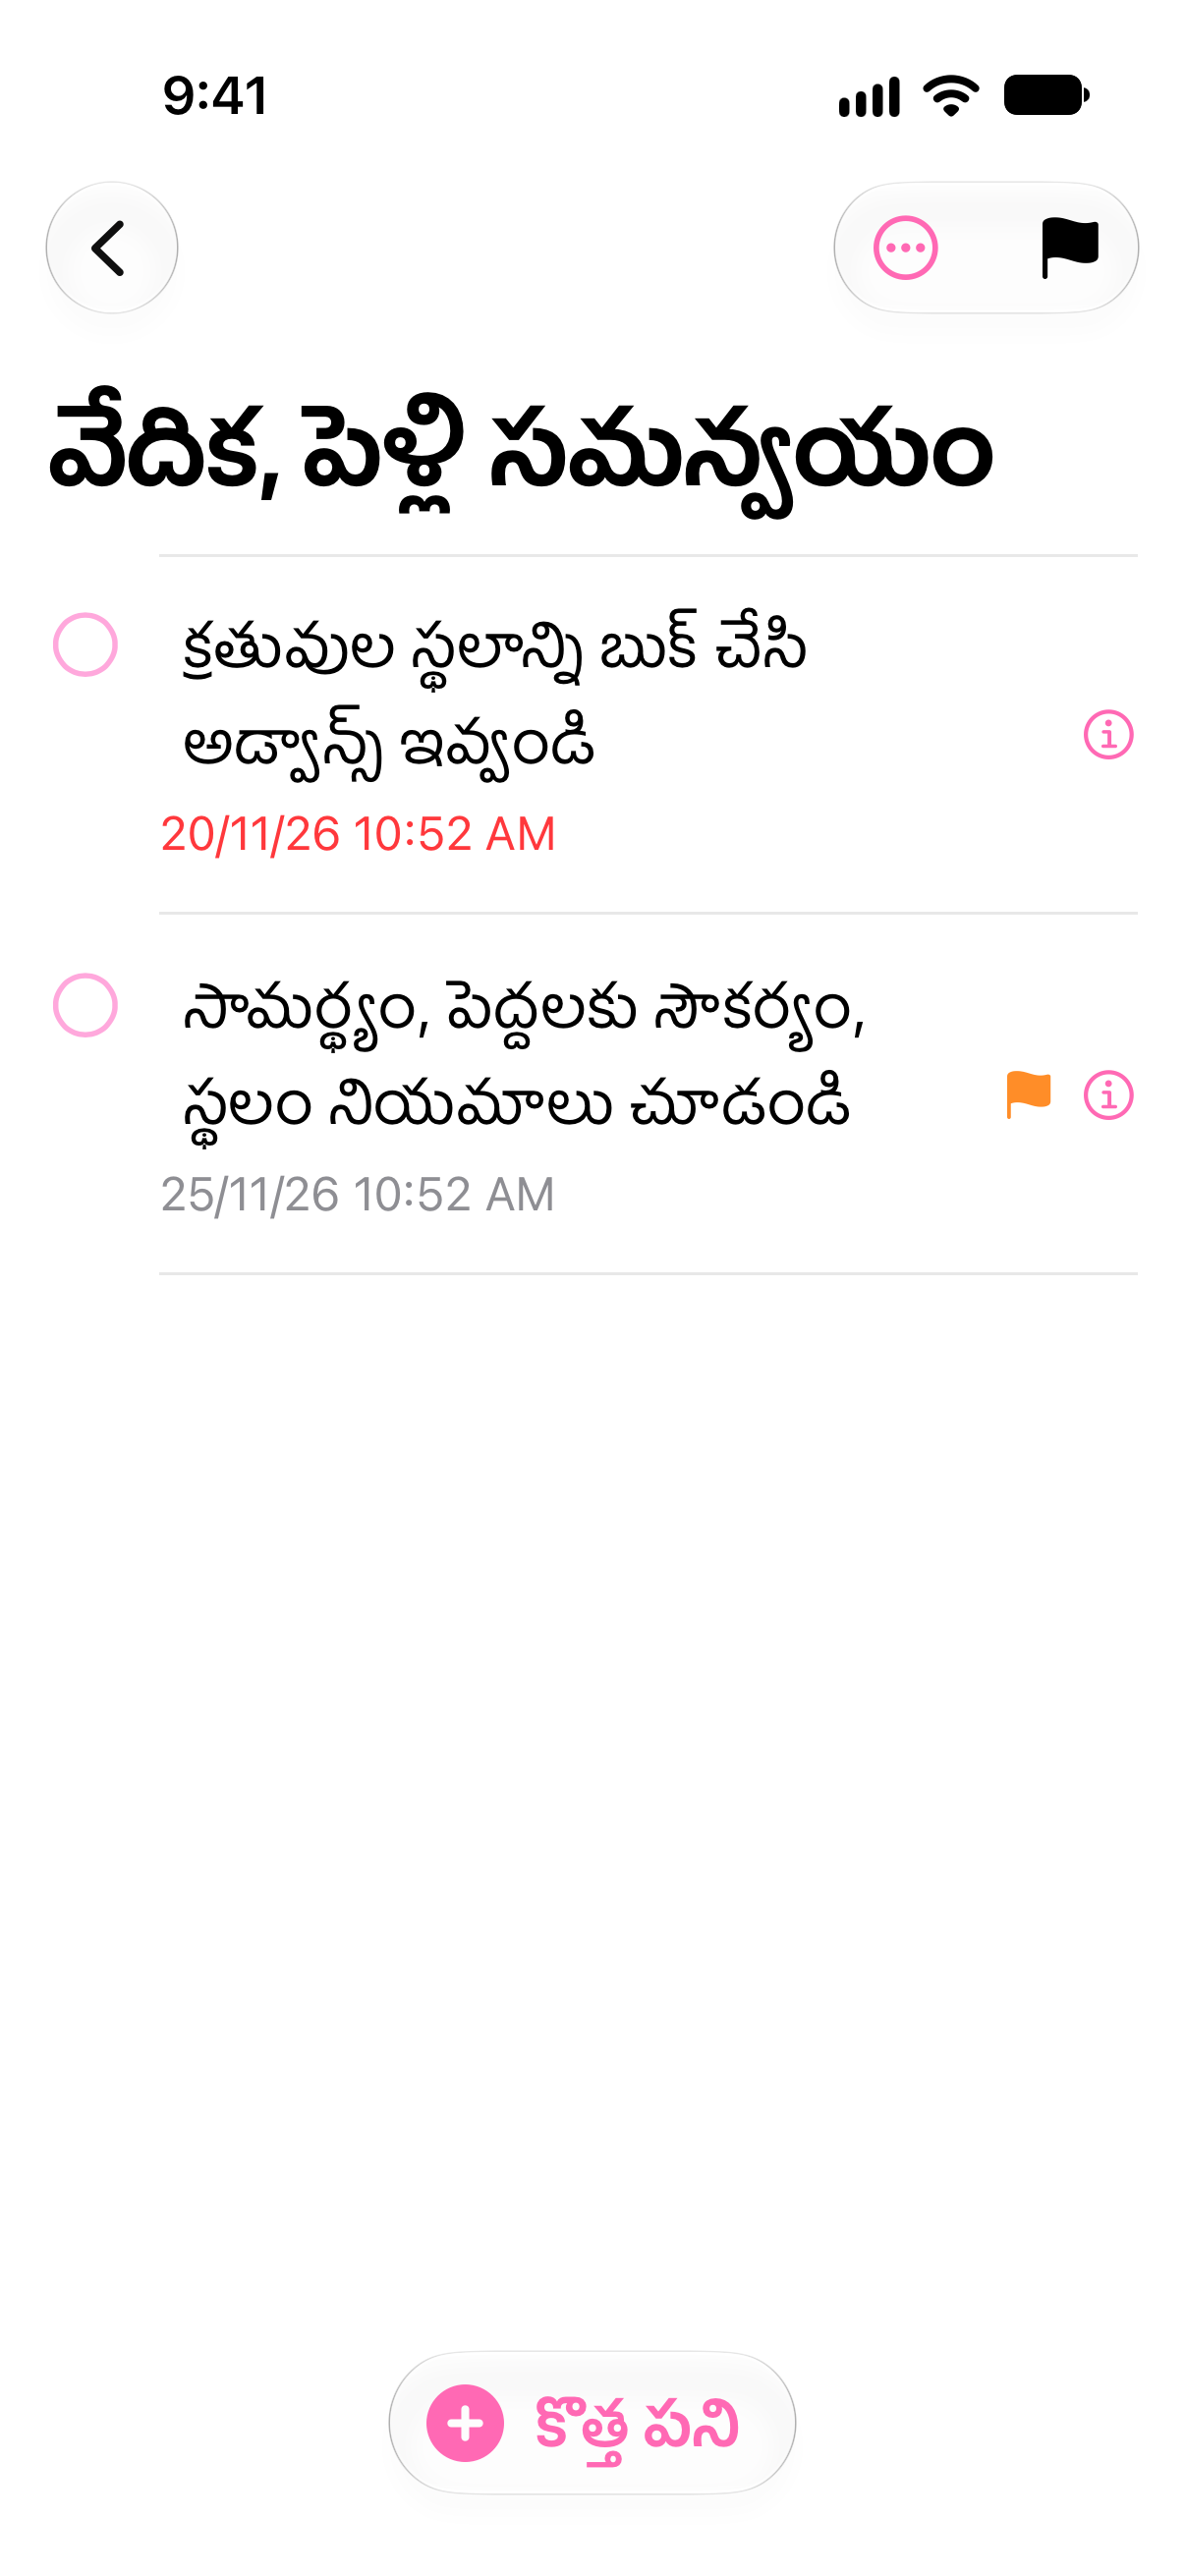 9:41
వేదిక, పెళ్లి సమన్వయం
క్రతువుల స్థలాన్ని బుక్ చేసి
అడ్వాన్స్ ఇవ్వండి
20/11/26 10:52 AM
సామర్థ్యం, పెద్దలకు సౌకర్యం,
స్థలం నియమాలు చూడండి
25/11/26 10:52 AM
కొత్త పని